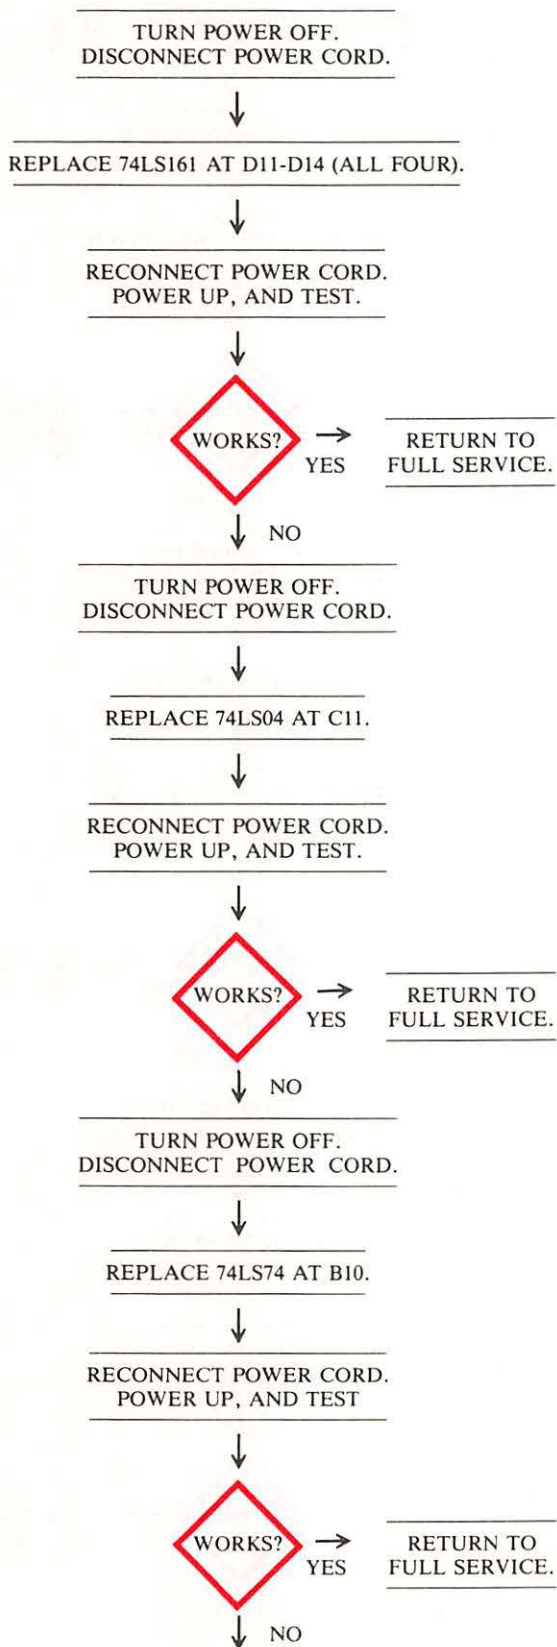 TURN POWER OFF.
DISCONNECT POWER CORD.
REPLACE 74LS161 AT D11-D14 (ALL FOUR).
RECONNECT POWER CORD.
POWER UP, AND TEST.
WORKS?
YES
RETURN TO
FULL SERVICE.
NO
TURN POWER OFF.
DISCONNECT POWER CORD.
REPLACE 74LS04 AT C11.
RECONNECT POWER CORD.
POWER UP, AND TEST.
WORKS?
YES
RETURN TO
FULL SERVICE.
NO
TURN POWER OFF.
DISCONNECT POWER CORD.
REPLACE 74LS74 AT B10.
RECONNECT POWER CORD.
POWER UP, AND TEST
WORKS?
YES
RETURN TO
FULL SERVICE.
NO